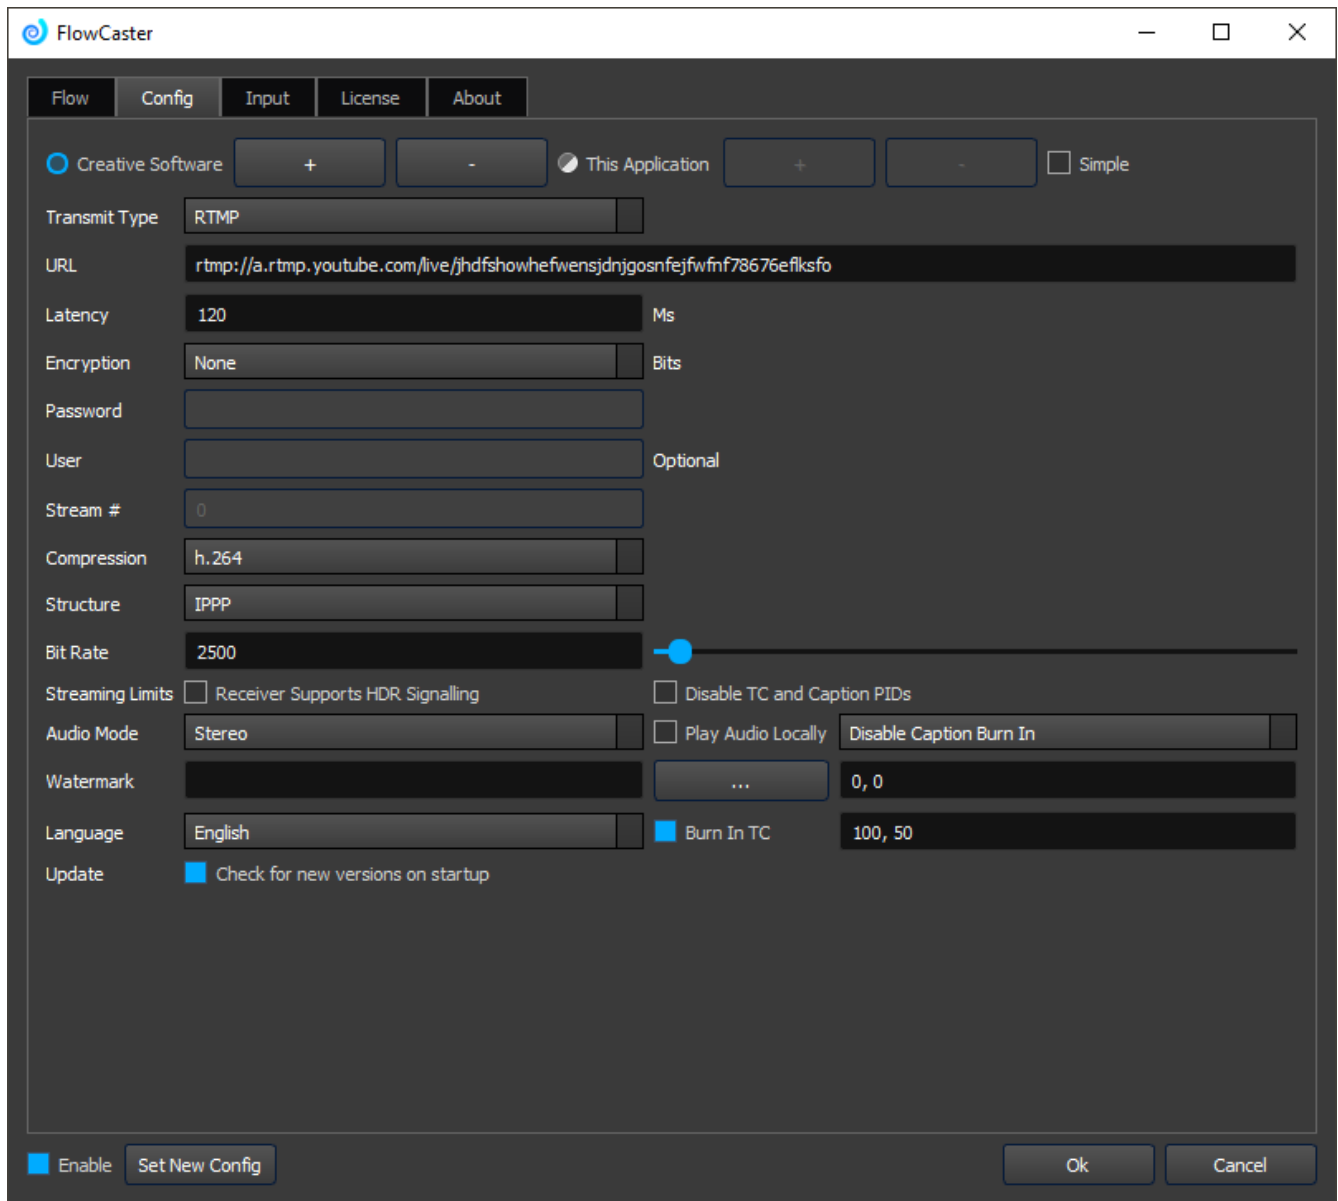 FlowCaster
Flow Config Input License About
Creative Software + - This Application + - Simple
Transmit Type RTMP
URL rtmp://a.rtmp.youtube.com/live/jhdfshowhefwensjdnjgosnfejfwfnf78676eflksfo
Latency 120 Ms
Encryption None Bits
Password
User Optional
Stream # 0
Compression h.264
Structure IPPP
Bit Rate 2500
Streaming Limits Receiver Supports HDR Signalling Disable TC and Caption PIDs
Audio Mode Stereo Play Audio Locally Disable Caption Burn In
Watermark ... 0, 0
Language English Burn In TC 100, 50
Update Check for new versions on startup
Enable Set New Config Ok Cancel